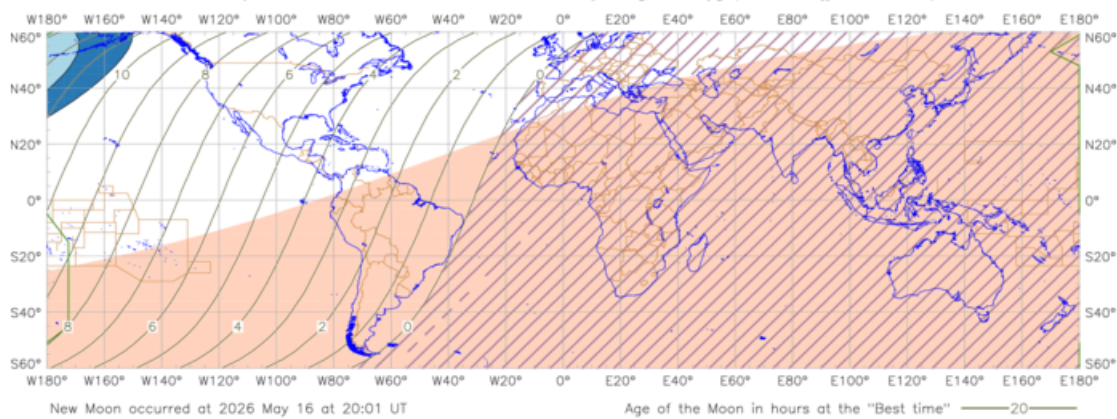 W180° W160° W140° W120° W100° W80° W60° W40° W20° 0° E20° E40° E60° E80° E100° E120° E140° E160° E180°
N60° N60°
10 8 6 4 2 0
N40° N40°
N20° N20°
0° 0°
S20° S20°
S40° S40°
8 6 4 2 0
S60° S60°
W180° W160° W140° W120° W100° W80° W60° W40° W20° 0° E20° E40° E60° E80° E100° E120° E140° E160° E180°
New Moon occurred at 2026 May 16 at 20:01 UT Age of the Moon in hours at the "Best time" 20